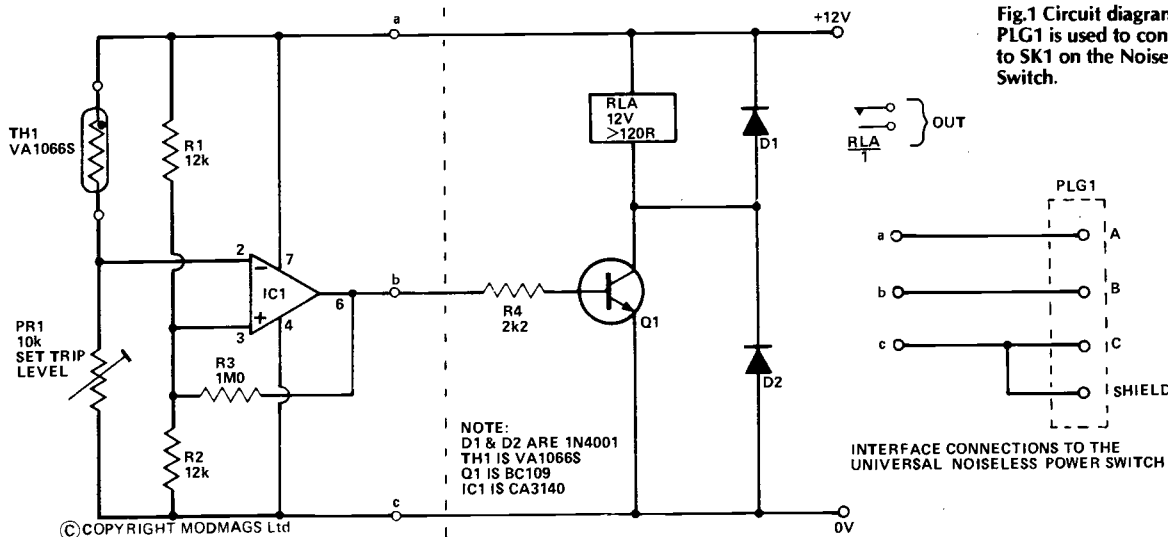 Fig.1 Circuit diagram
PLG1 is used to con
to SK1 on the Noise
Switch.
a
+12V
TH1
VA1066S
R1
12k
RLA
12V
>120R
D1
RLA
1
OUT
PLG1
a
A
b
B
c
C
SHIELD
INTERFACE CONNECTIONS TO THE
UNIVERSAL NOISELESS POWER SWITCH
2
7
IC1
6
3
4
b
R4
2k2
Q1
D2
PR1
10k
SET TRIP
LEVEL
R3
1M0
R2
12k
NOTE:
D1 & D2 ARE 1N4001
TH1 IS VA1066S
Q1 IS BC109
IC1 IS CA3140
c
0V
©COPYRIGHT MODMAGS Ltd